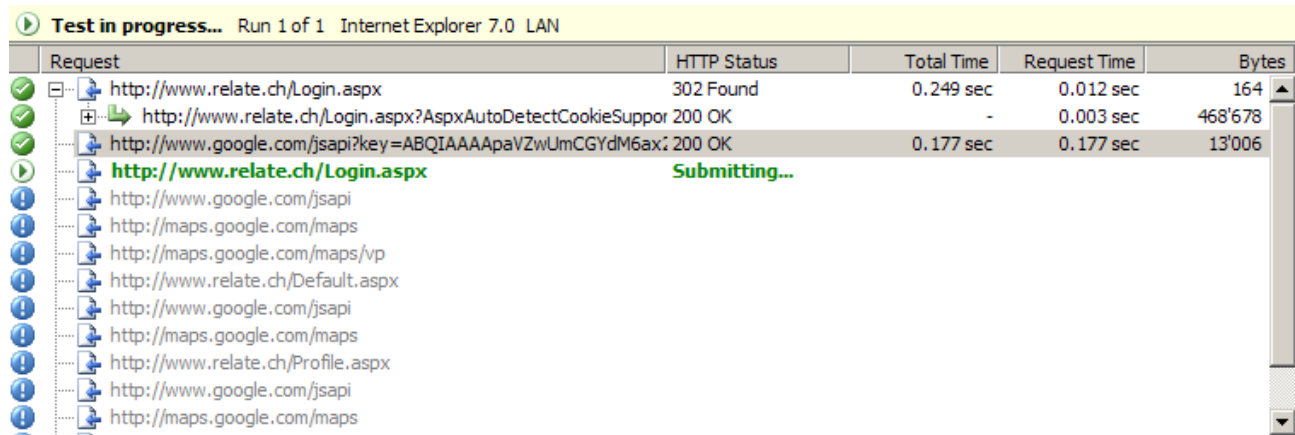 Test in progress... Run 1 of 1 Internet Explorer 7.0 LAN
Request HTTP Status Total Time Request Time Bytes
http://www.relate.ch/Login.aspx 302 Found 0.249 sec 0.012 sec 164
http://www.relate.ch/Login.aspx?AspxAutoDetectCookieSuppor 200 OK - 0.003 sec 468'678
http://www.google.com/jsapi?key=ABQIAAAApaVZwUmCGYdM6ax2 200 OK 0.177 sec 0.177 sec 13'006
http://www.relate.ch/Login.aspx Submitting...
http://www.google.com/jsapi
http://maps.google.com/maps
http://maps.google.com/maps/vp
http://www.relate.ch/Default.aspx
http://www.google.com/jsapi
http://maps.google.com/maps
http://www.relate.ch/Profile.aspx
http://www.google.com/jsapi
http://maps.google.com/maps